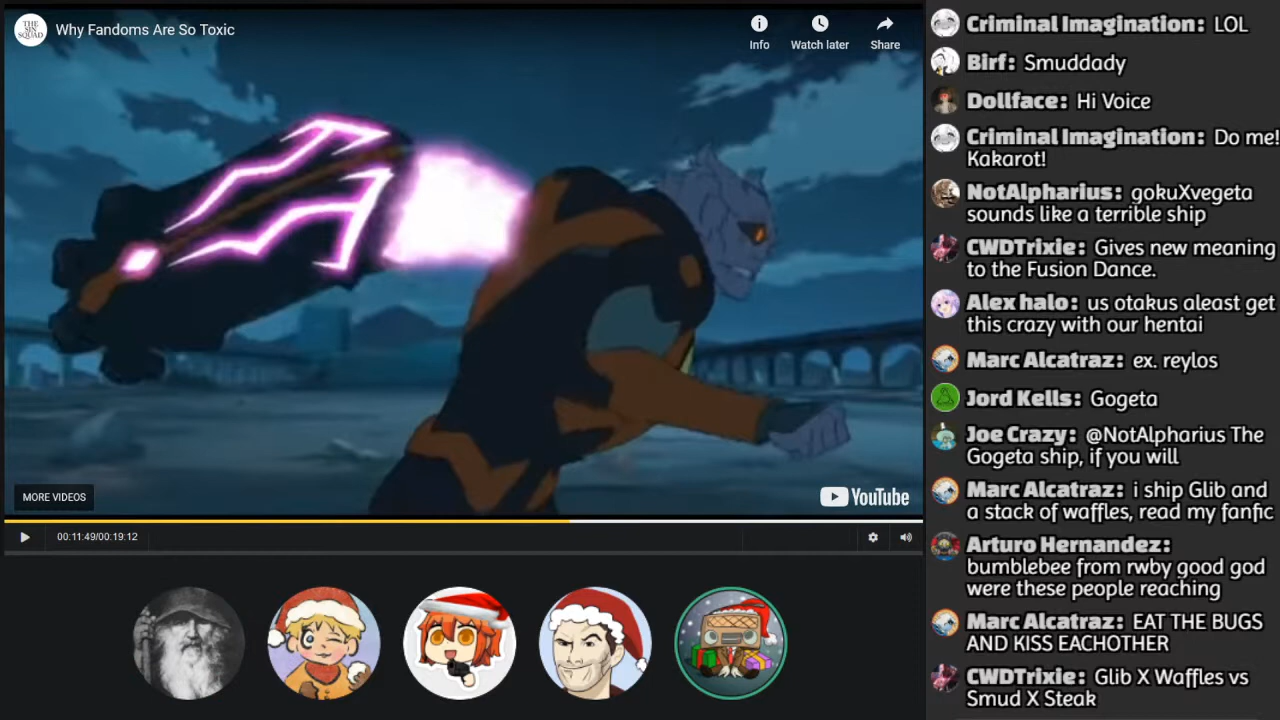 THE
SIN
SQUAD
Why Fandoms Are So Toxic
Info
Watch later
Share
MORE VIDEOS
YouTube
00:11:49/00:19:12
Criminal Imagination: LOL
Birf: Smuddady
Dollface: Hi Voice
Criminal Imagination: Do me!
Kakarot!
NotAlpharius: gokuXvegeta
sounds like a terrible ship
CWDTrixie: Gives new meaning
to the Fusion Dance.
Alex halo: us otakus aleast get
this crazy with our hentai
Marc Alcatraz: ex. reylos
Jord Kells: Gogeta
Joe Crazy: @NotAlpharius The
Gogeta ship, if you will
Marc Alcatraz: i ship Glib and
a stack of waffles, read my fanfic
Arturo Hernandez:
bumblebee from rwby good god
were these people reaching
Marc Alcatraz: EAT THE BUGS
AND KISS EACHOTHER
CWDTrixie: Glib X Waffles vs
Smud X Steak